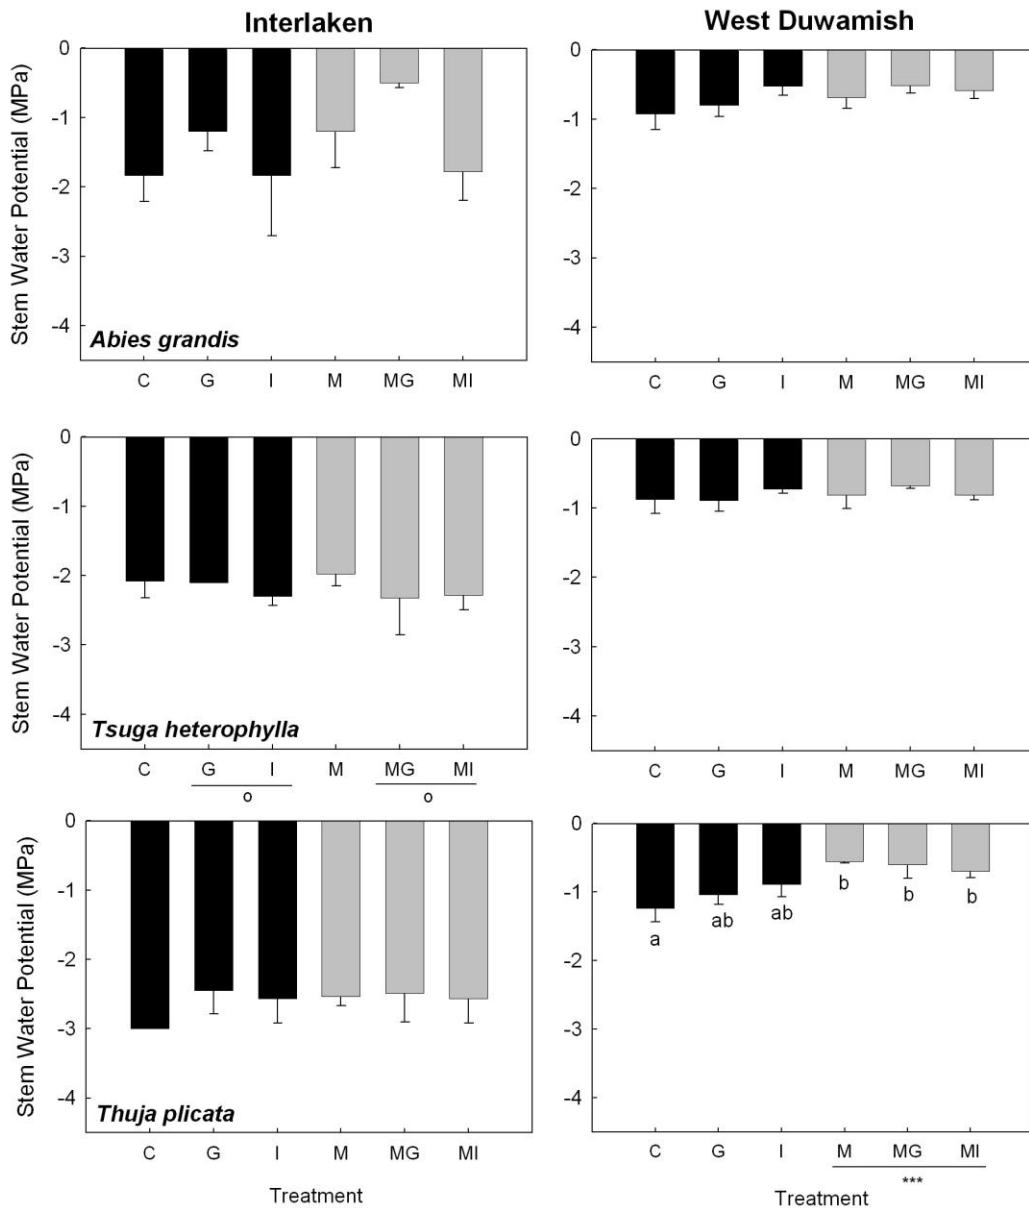 Interlaken
West Duwamish
Stem Water Potential (MPa)
0
-1
-2
-3
-4
Abies grandis
C G I M MG MI
0
-1
-2
-3
-4
C G I M MG MI
Stem Water Potential (MPa)
0
-1
-2
-3
-4
Tsuga heterophylla
C G I M MG MI
o o
0
-1
-2
-3
-4
C G I M MG MI
Stem Water Potential (MPa)
0
-1
-2
-3
-4
Thuja plicata
C G I M MG MI
Treatment
0
-1
-2
-3
-4
a ab ab b b b
C G I M MG MI
***
Treatment